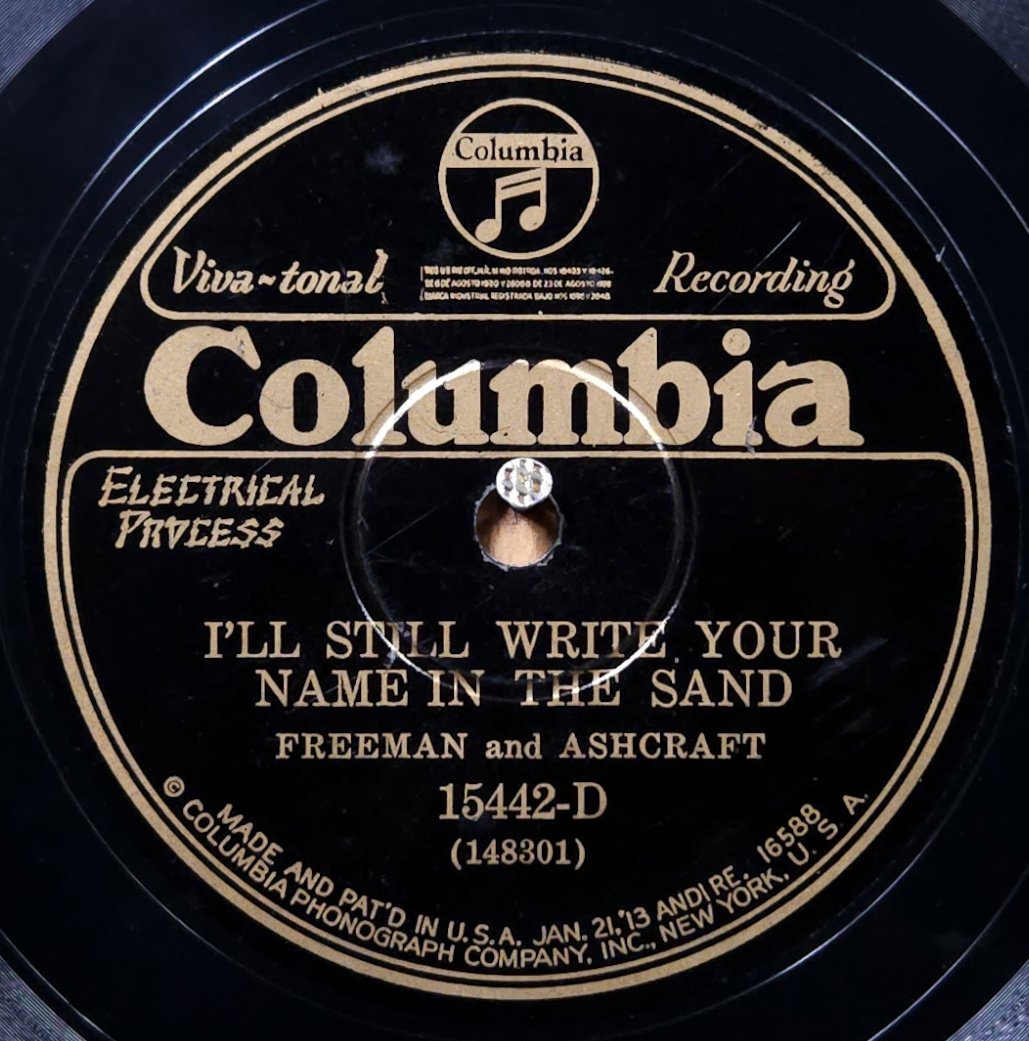 Columbia
Viva-tonal Recording
Columbia
ELECTRICAL
PROCESS
I'LL STILL WRITE YOUR
NAME IN THE SAND
FREEMAN and ASHCRAFT
15442-D
(148301)
MADE AND PAT'D IN U.S.A. JAN. 21,'13 AND RE. 16588
© COLUMBIA PHONOGRAPH COMPANY, INC., NEW YORK, U. S. A.